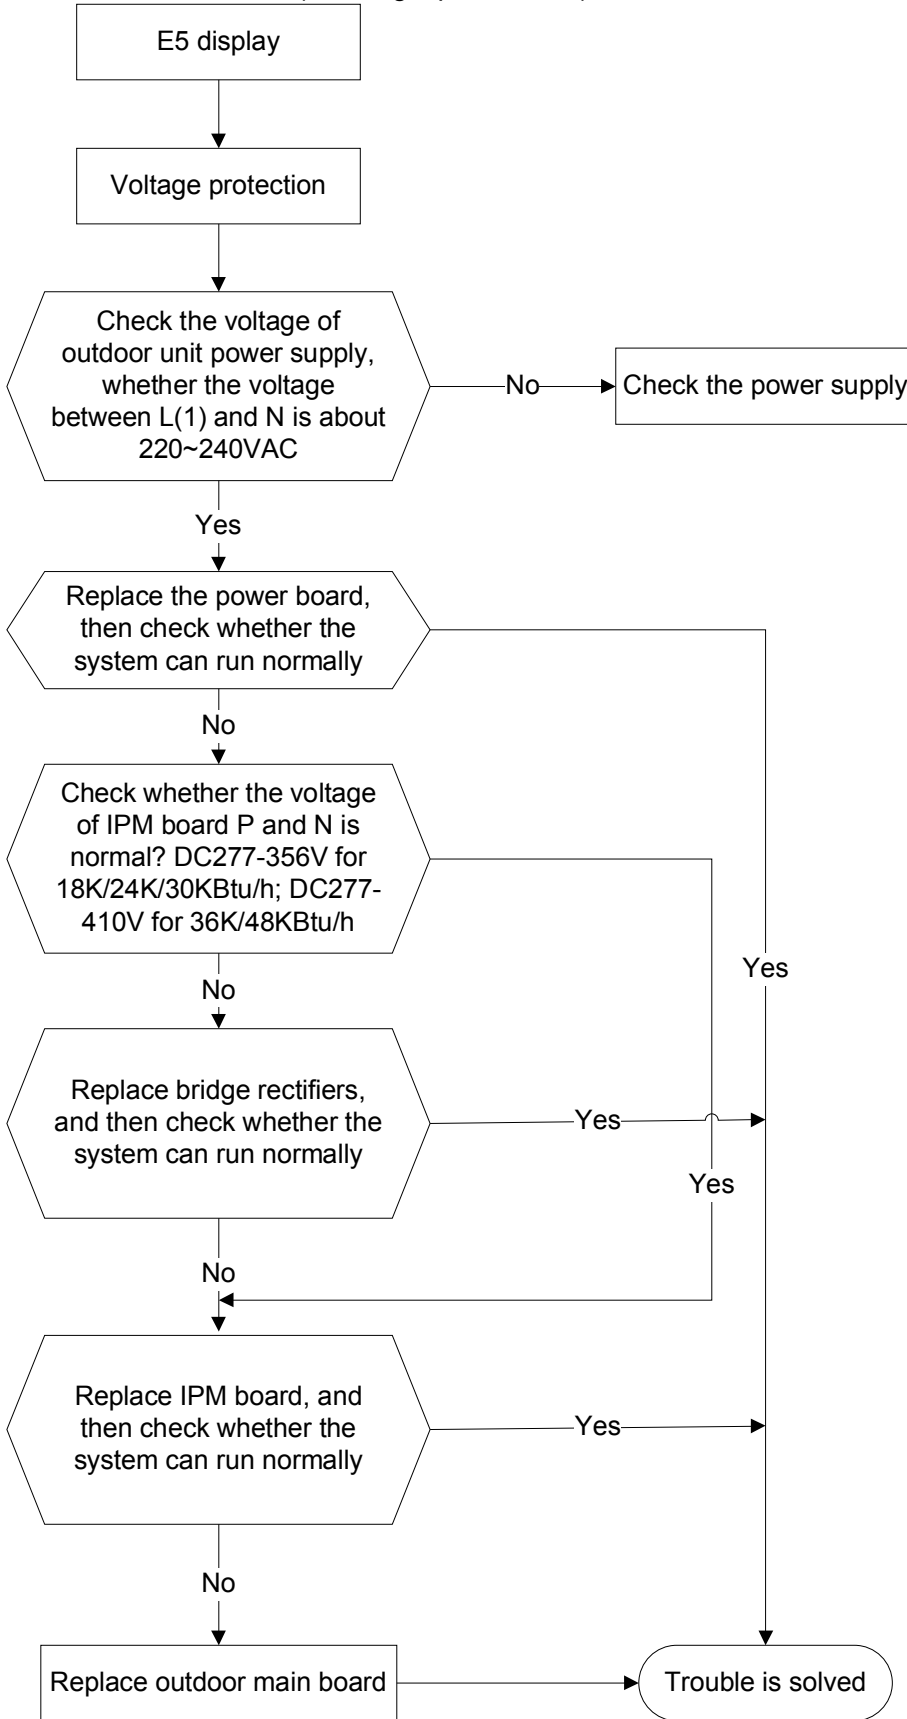 E5 display
Voltage protection
Check the voltage of
outdoor unit power supply,
whether the voltage
between L(1) and N is about
220~240VAC
No
Check the power supply
Yes
Replace the power board,
then check whether the
system can run normally
No
Check whether the voltage
of IPM board P and N is
normal? DC277-356V for
18K/24K/30KBtu/h; DC277-
410V for 36K/48KBtu/h
Yes
No
Replace bridge rectifiers,
and then check whether the
system can run normally
Yes
Yes
No
Replace IPM board, and
then check whether the
system can run normally
Yes
No
Replace outdoor main board
Trouble is solved